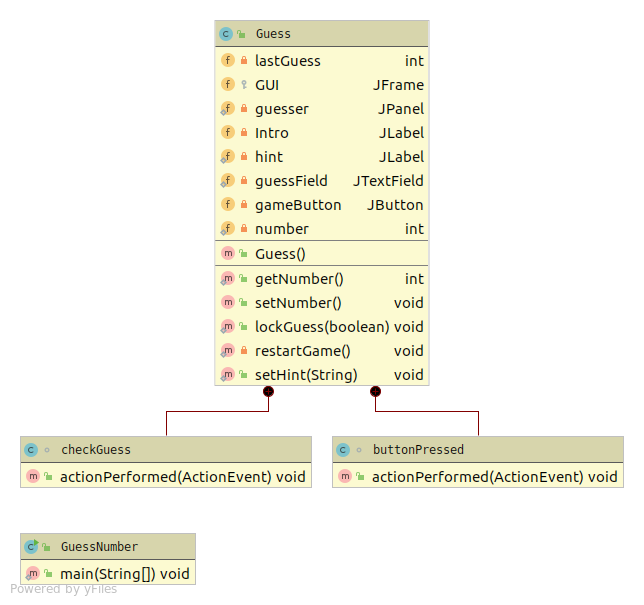 Guess
lastGuess int
GUI JFrame
guesser JPanel
Intro JLabel
hint JLabel
guessField JTextField
gameButton JButton
number int
Guess()
getNumber() int
setNumber() void
lockGuess(boolean) void
restartGame() void
setHint(String) void
checkGuess
actionPerformed(ActionEvent) void
buttonPressed
actionPerformed(ActionEvent) void
GuessNumber
main(String[]) void
Powered by yFiles